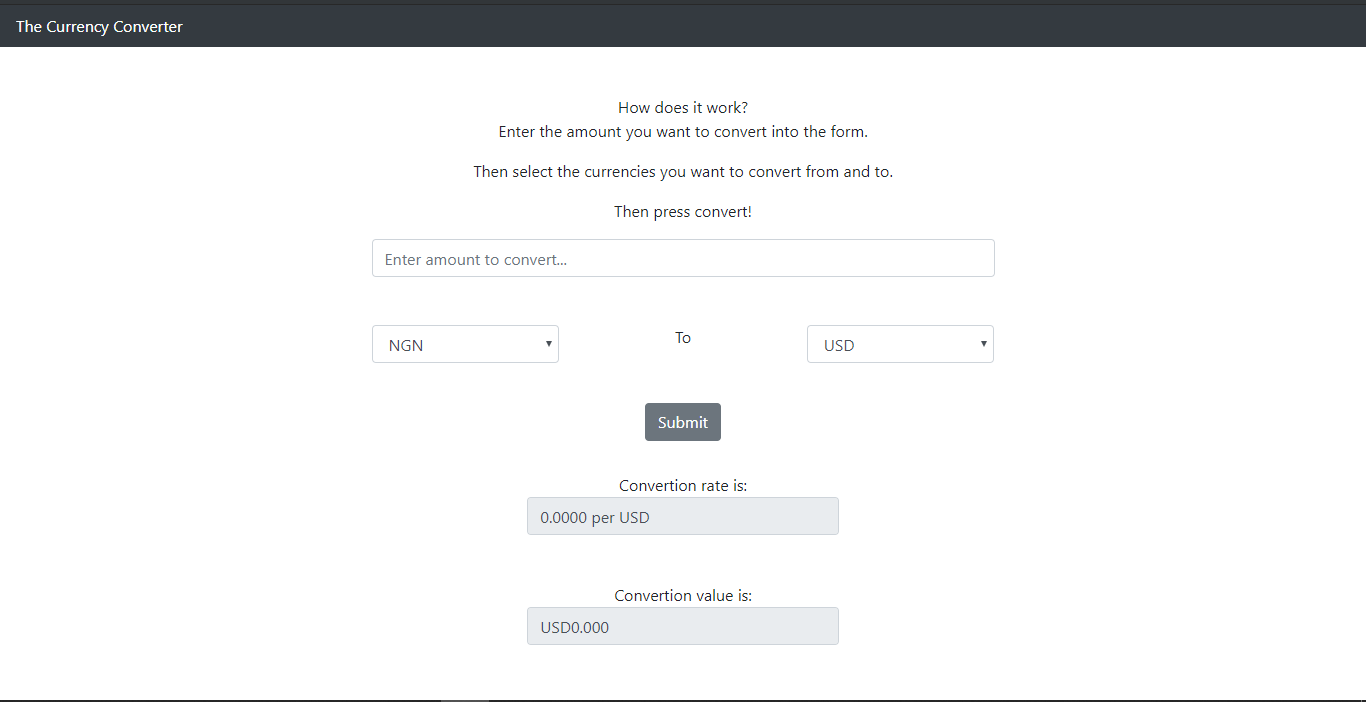 The Currency Converter
How does it work?
Enter the amount you want to convert into the form.
Then select the currencies you want to convert from and to.
Then press convert!
Enter amount to convert...
NGN
To
USD
Submit
Convertion rate is:
0.0000 per USD
Convertion value is:
USD0.000